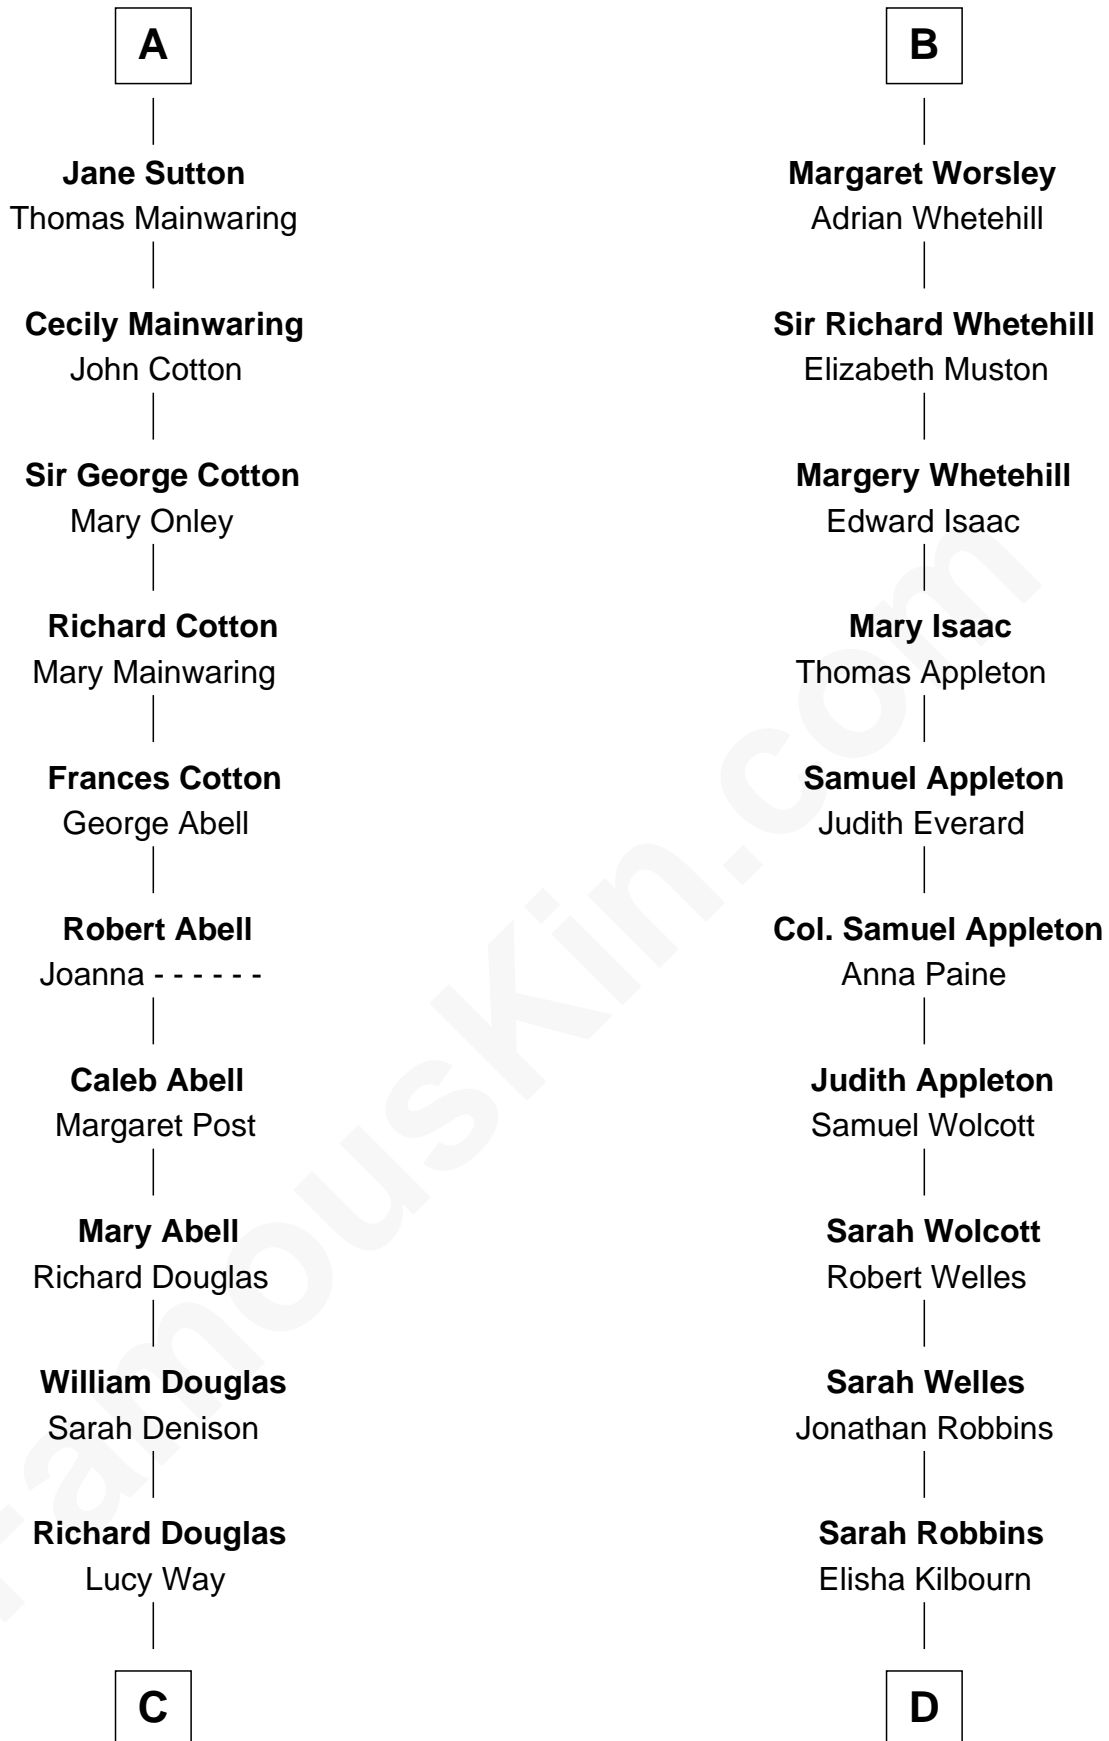 A
Jane Sutton
Thomas Mainwaring
Cecily Mainwaring
John Cotton
Sir George Cotton
Mary Onley
Richard Cotton
Mary Mainwaring
Frances Cotton
George Abell
Robert Abell
Joanna - - - - - -
Caleb Abell
Margaret Post
Mary Abell
Richard Douglas
William Douglas
Sarah Denison
Richard Douglas
Lucy Way
C
B
Margaret Worsley
Adrian Whetehill
Sir Richard Whetehill
Elizabeth Muston
Margery Whetehill
Edward Isaac
Mary Isaac
Thomas Appleton
Samuel Appleton
Judith Everard
Col. Samuel Appleton
Anna Paine
Judith Appleton
Samuel Wolcott
Sarah Wolcott
Robert Welles
Sarah Welles
Jonathan Robbins
Sarah Robbins
Elisha Kilbourn
D
FamousKin.com